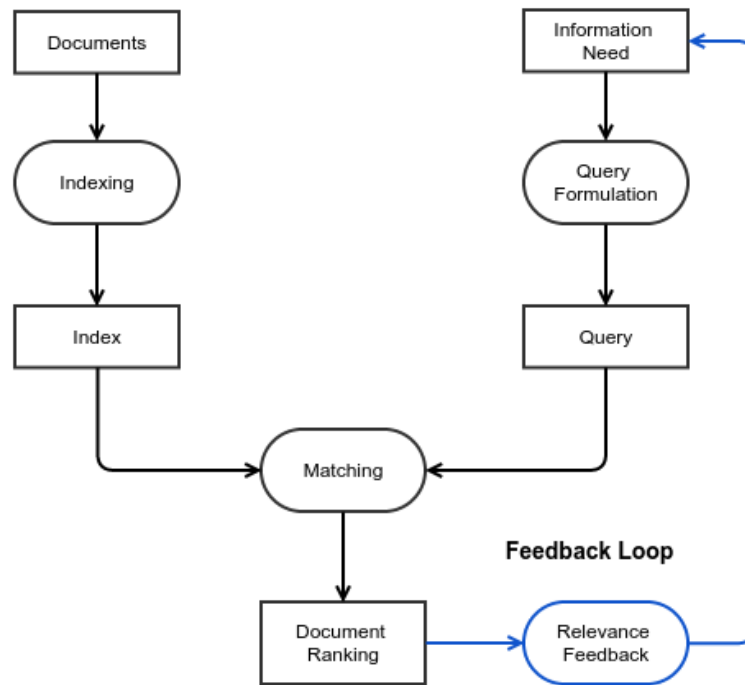 Documents
Information
Need
Indexing
Query
Formulation
Index
Query
Matching
Feedback Loop
Document
Ranking
Relevance
Feedback